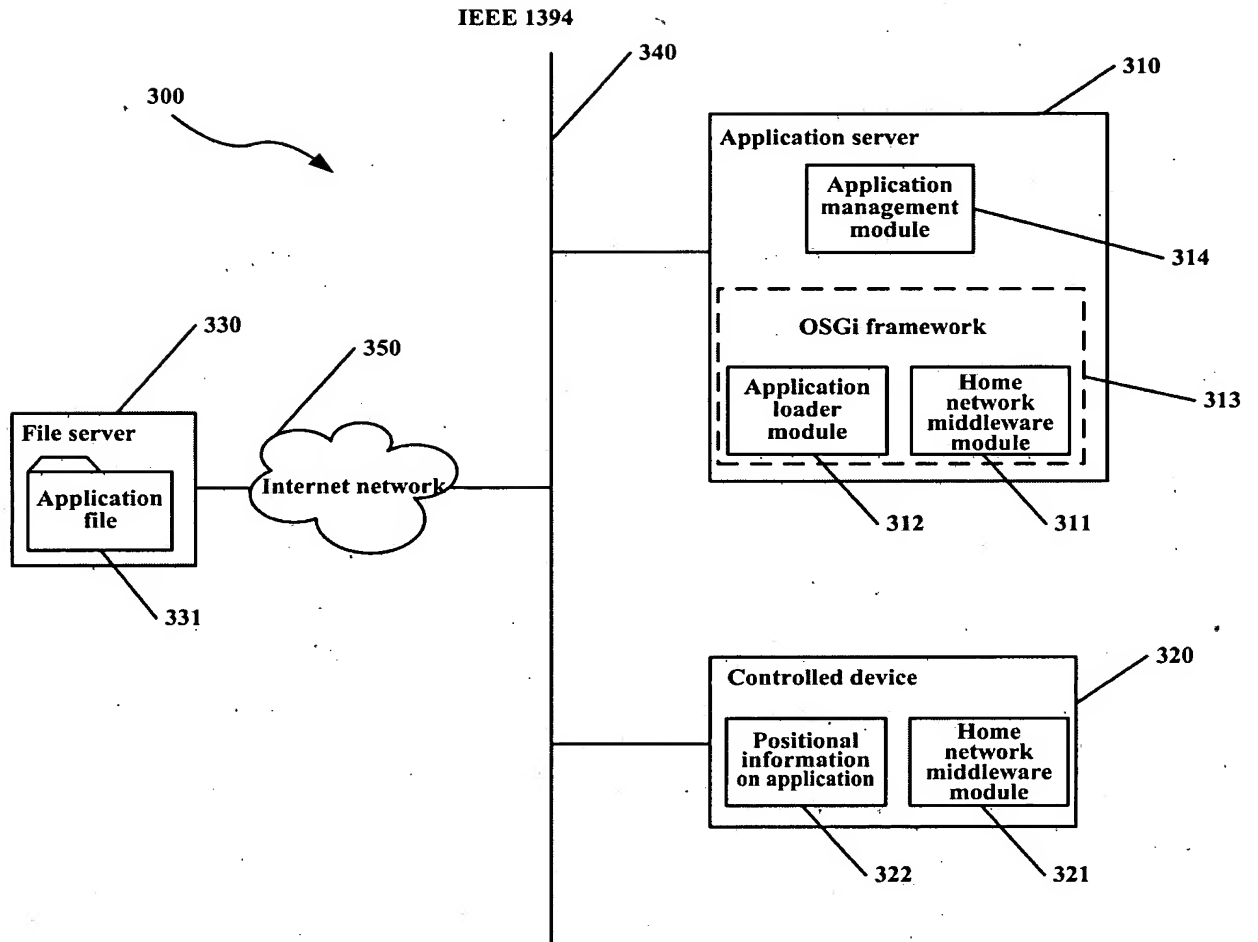 IEEE 1394
340
310
300
Application server
Application
management
module
314
OSGi framework
330
350
Application
loader
module
Home
network
middleware
module
313
File server
Internet network
Application
file
312
311
331
320
Controlled device
Positional
information
on application
Home
network
middleware
module
322
321